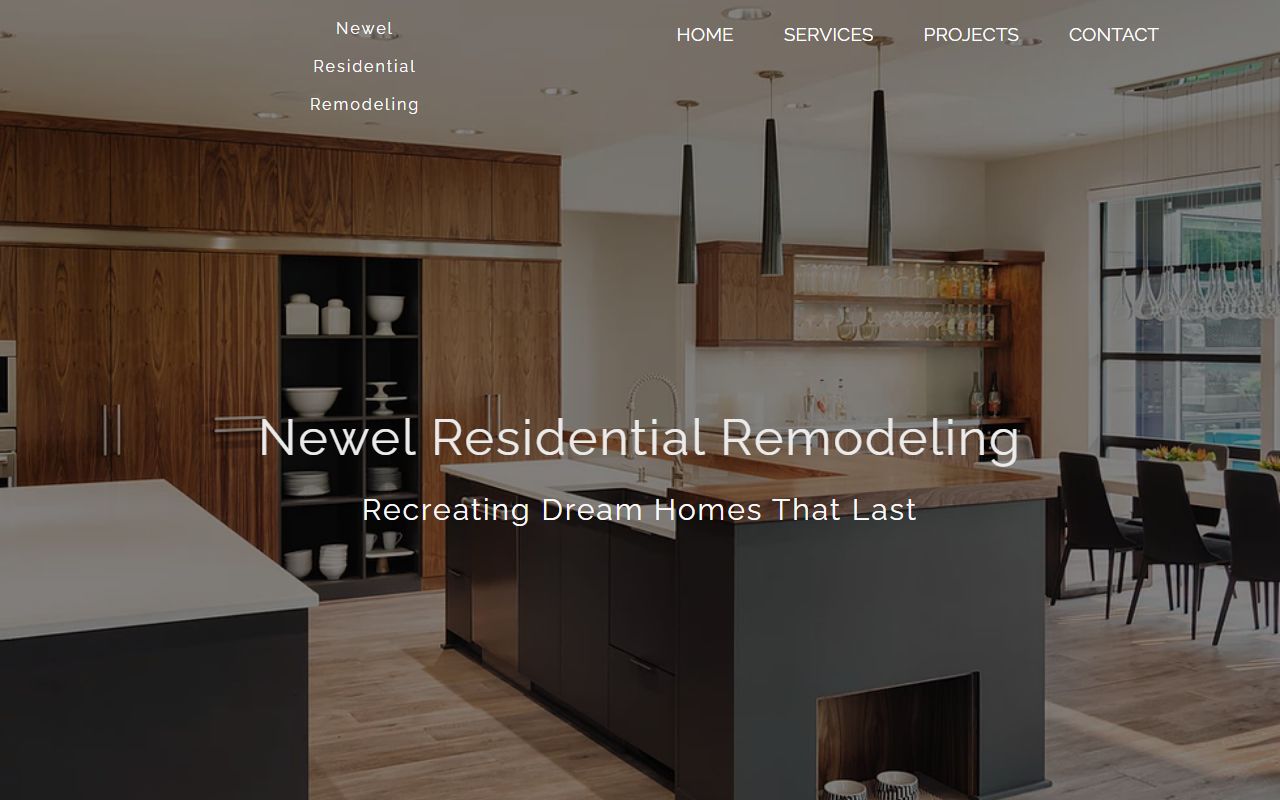 Newel
Residential
Remodeling
HOME SERVICES PROJECTS CONTACT
Newel Residential Remodeling
Recreating Dream Homes That Last